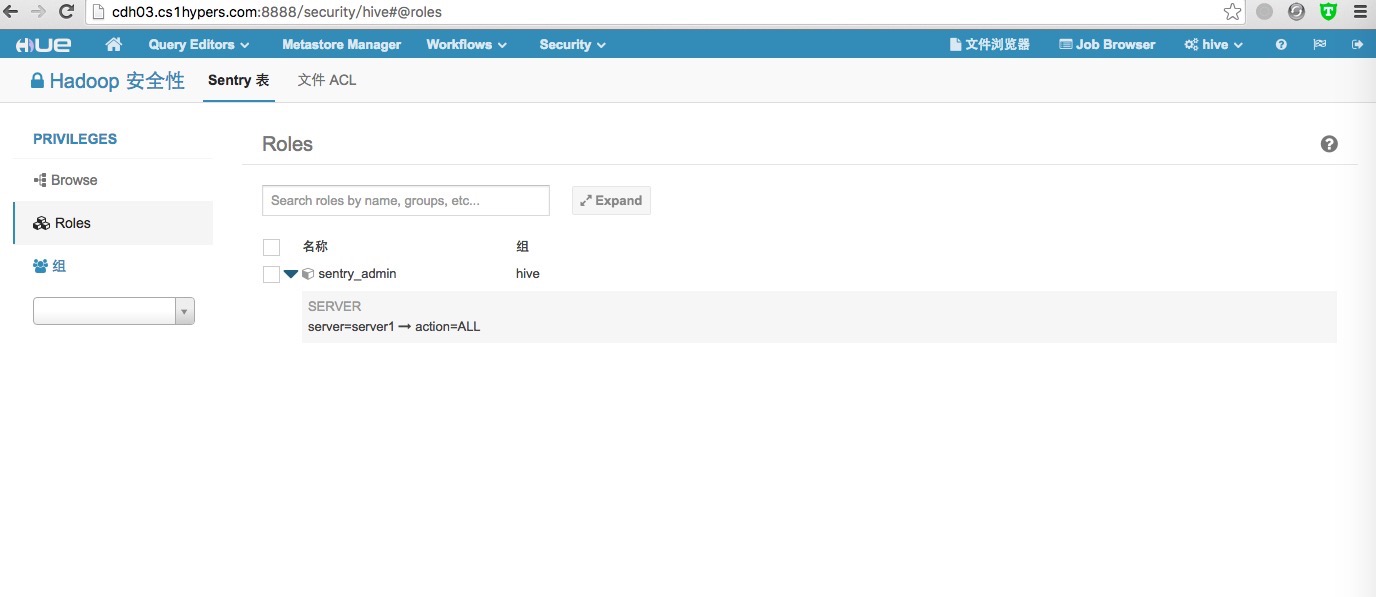 cdh03.cs1hypers.com:8888/security/hive#@roles
HUE Query Editors Metastore Manager Workflows Security 文件浏览器 Job Browser hive
Hadoop 安全性 Sentry 表 文件 ACL
PRIVILEGES
Browse
Roles
组
Roles
Search roles by name, groups, etc... Expand
名称 组
sentry_admin hive
SERVER
server=server1 → action=ALL